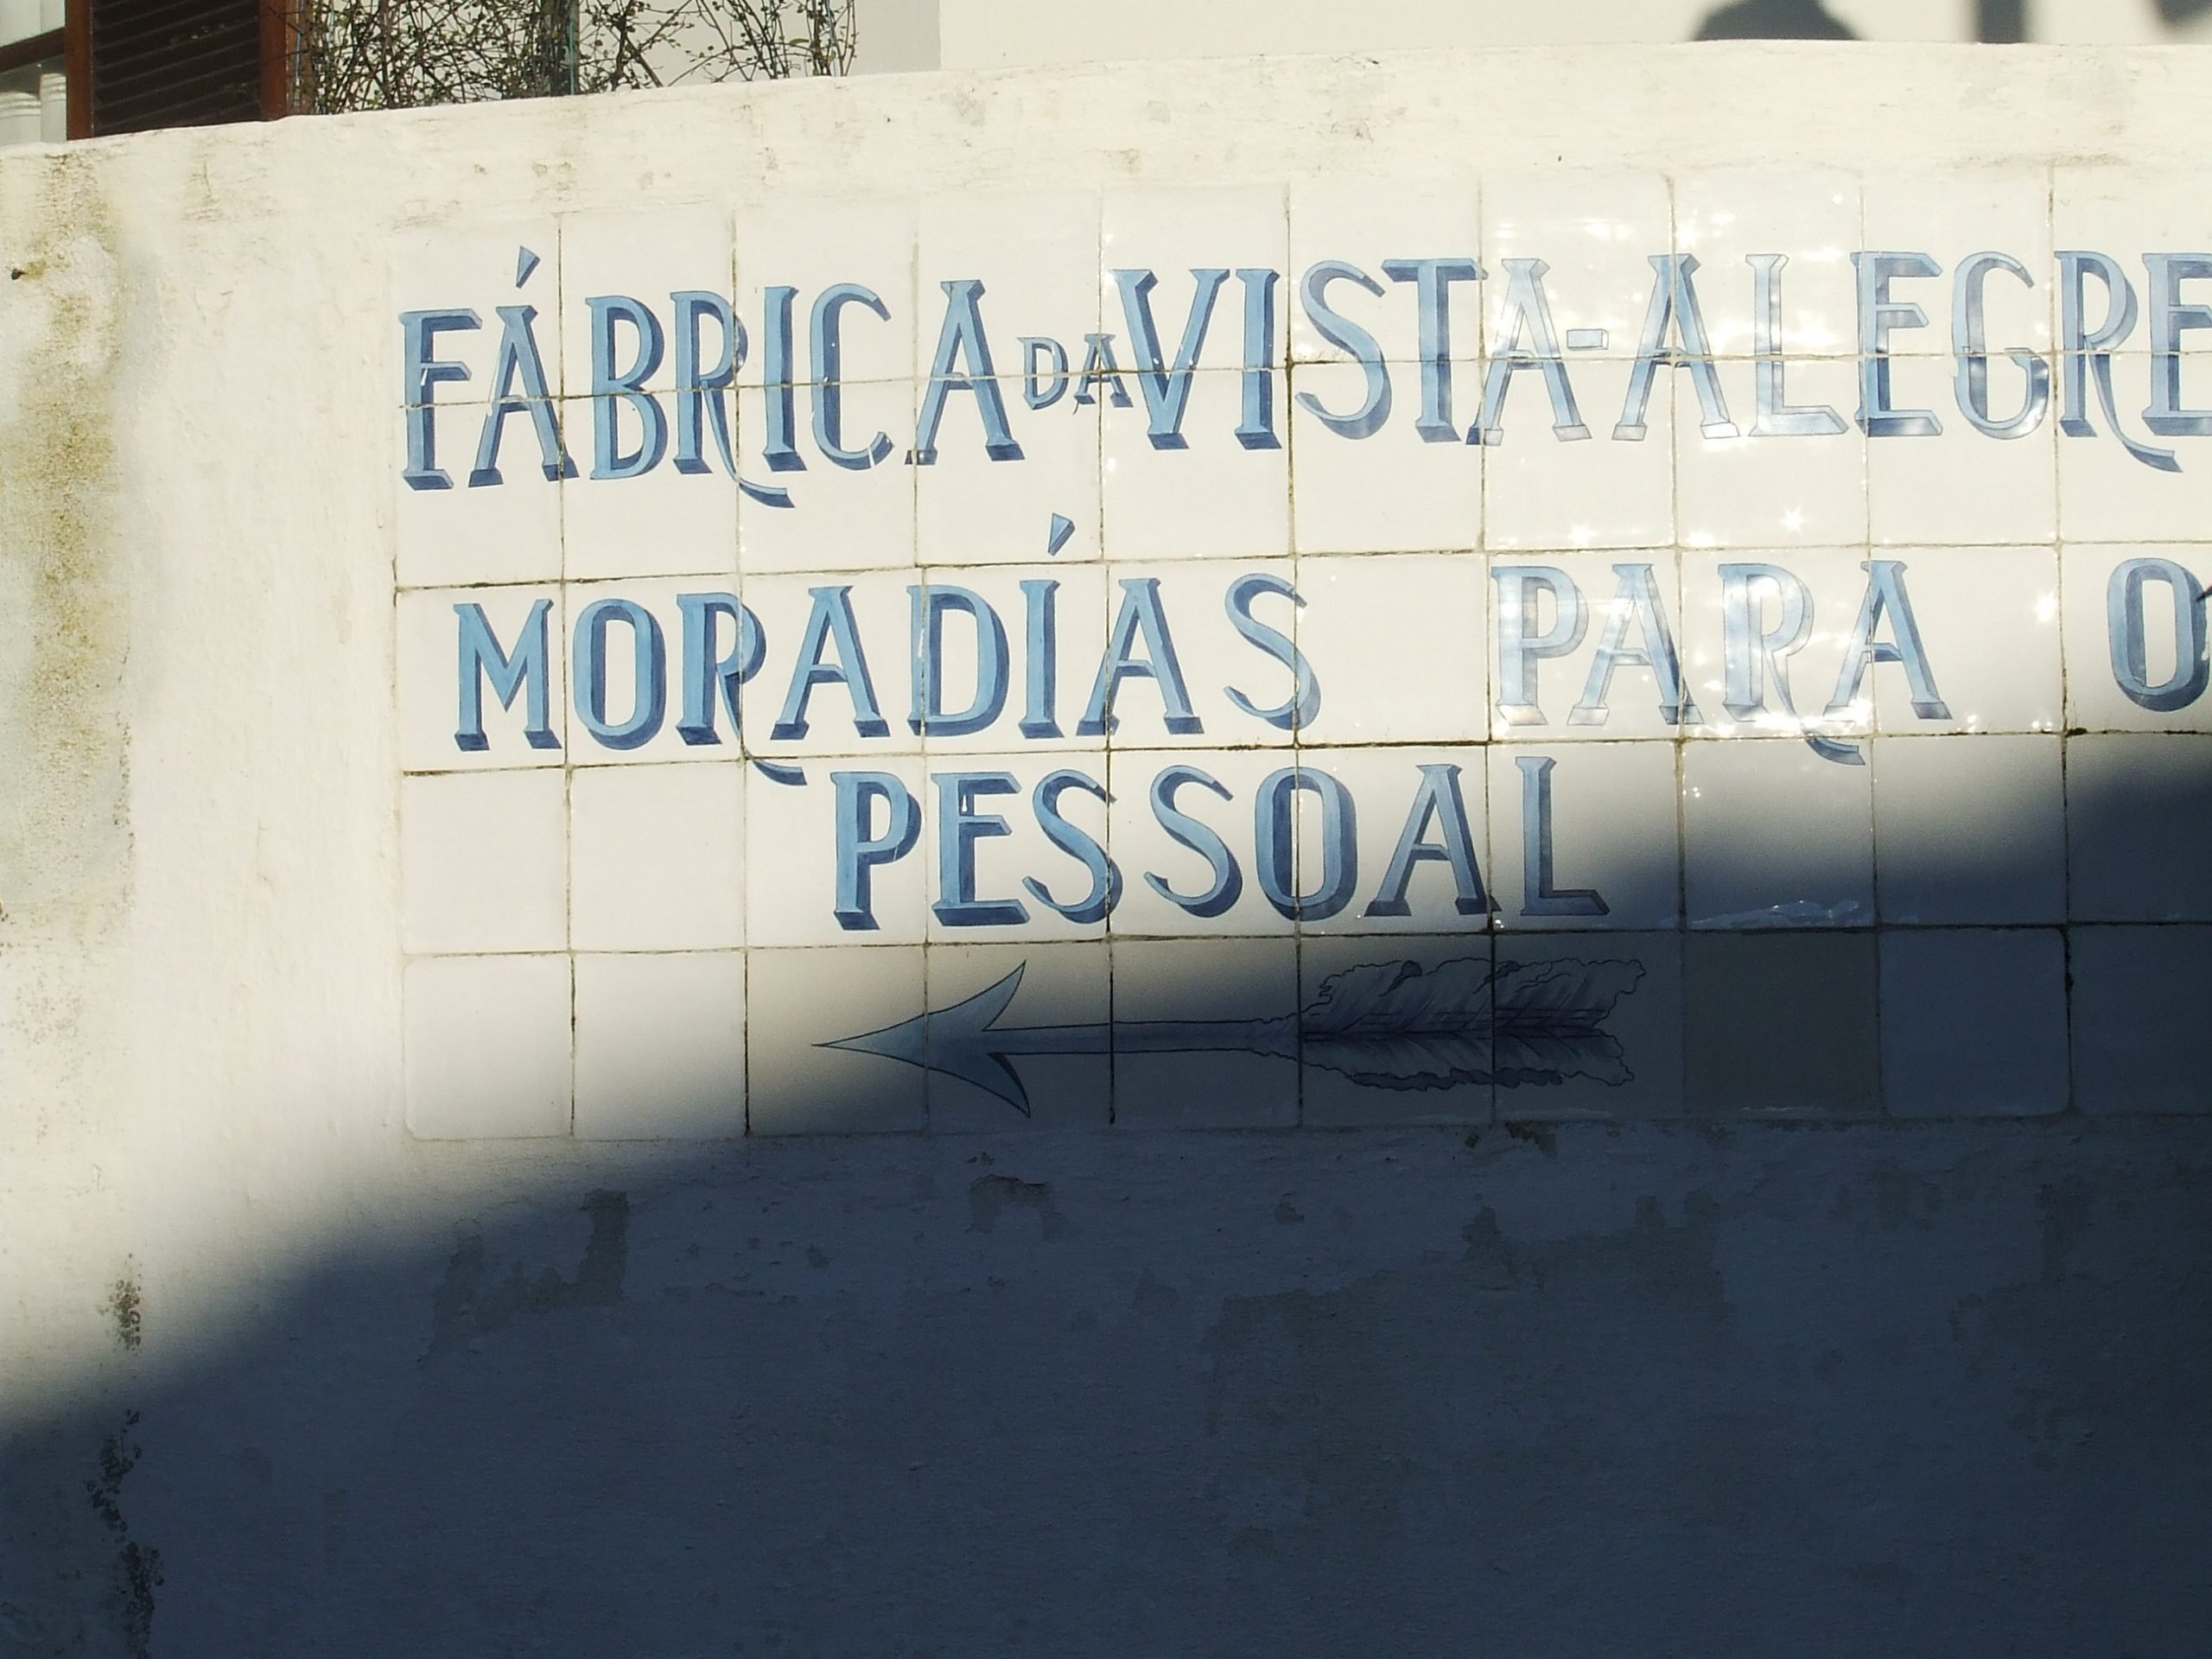 FÁBRICA DA VISTA-ALEGRE
MORADÍAS PARA O
PESSOAL